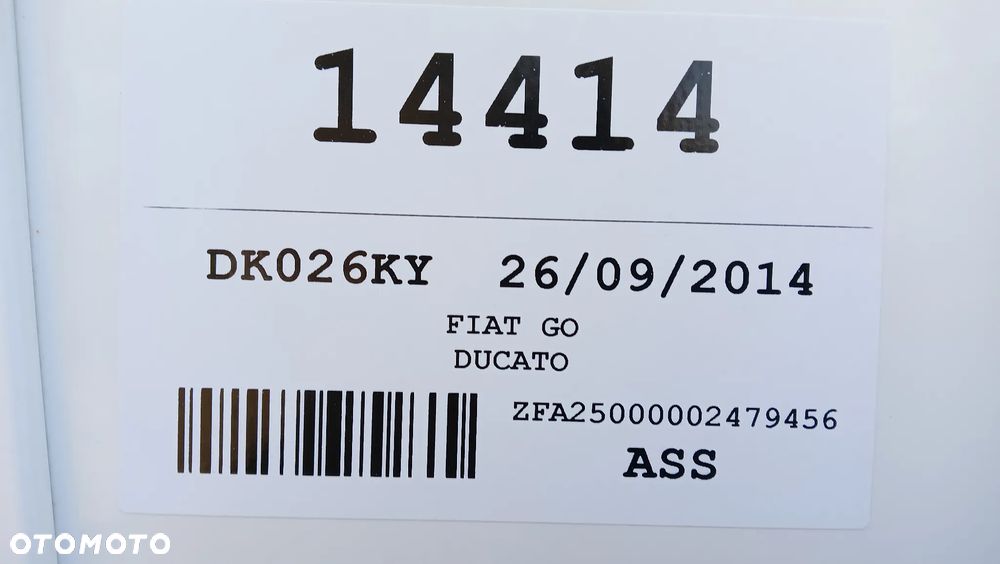 14414
DK026KY 26/09/2014
FIAT GO
DUCATO
ZFA25000002479456
ASS
OTOMOTO